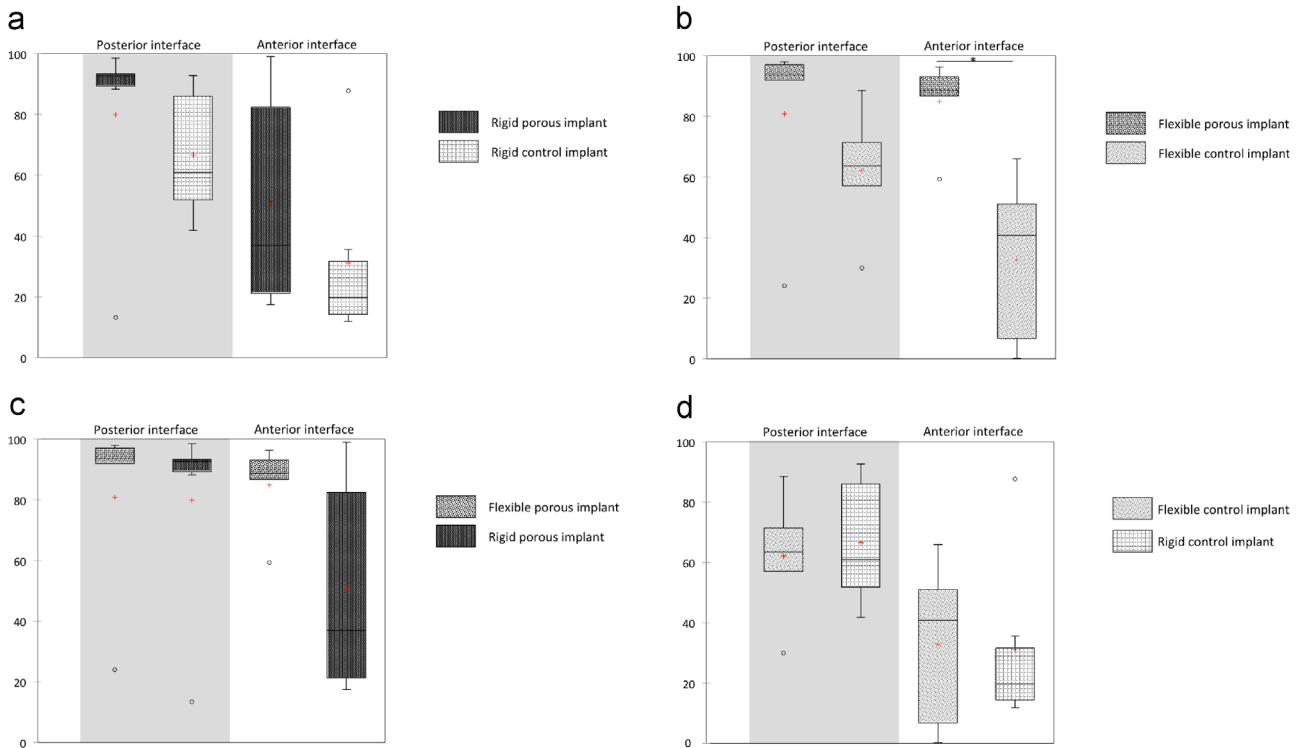 a
Posterior interface Anterior interface
100
80
60
40
20
0
Rigid porous implant
Rigid control implant
b
Posterior interface Anterior interface
*
100
80
60
40
20
0
Flexible porous implant
Flexible control implant
c
Posterior interface Anterior interface
100
80
60
40
20
0
Flexible porous implant
Rigid porous implant
d
Posterior interface Anterior interface
100
80
60
40
20
0
Flexible control implant
Rigid control implant